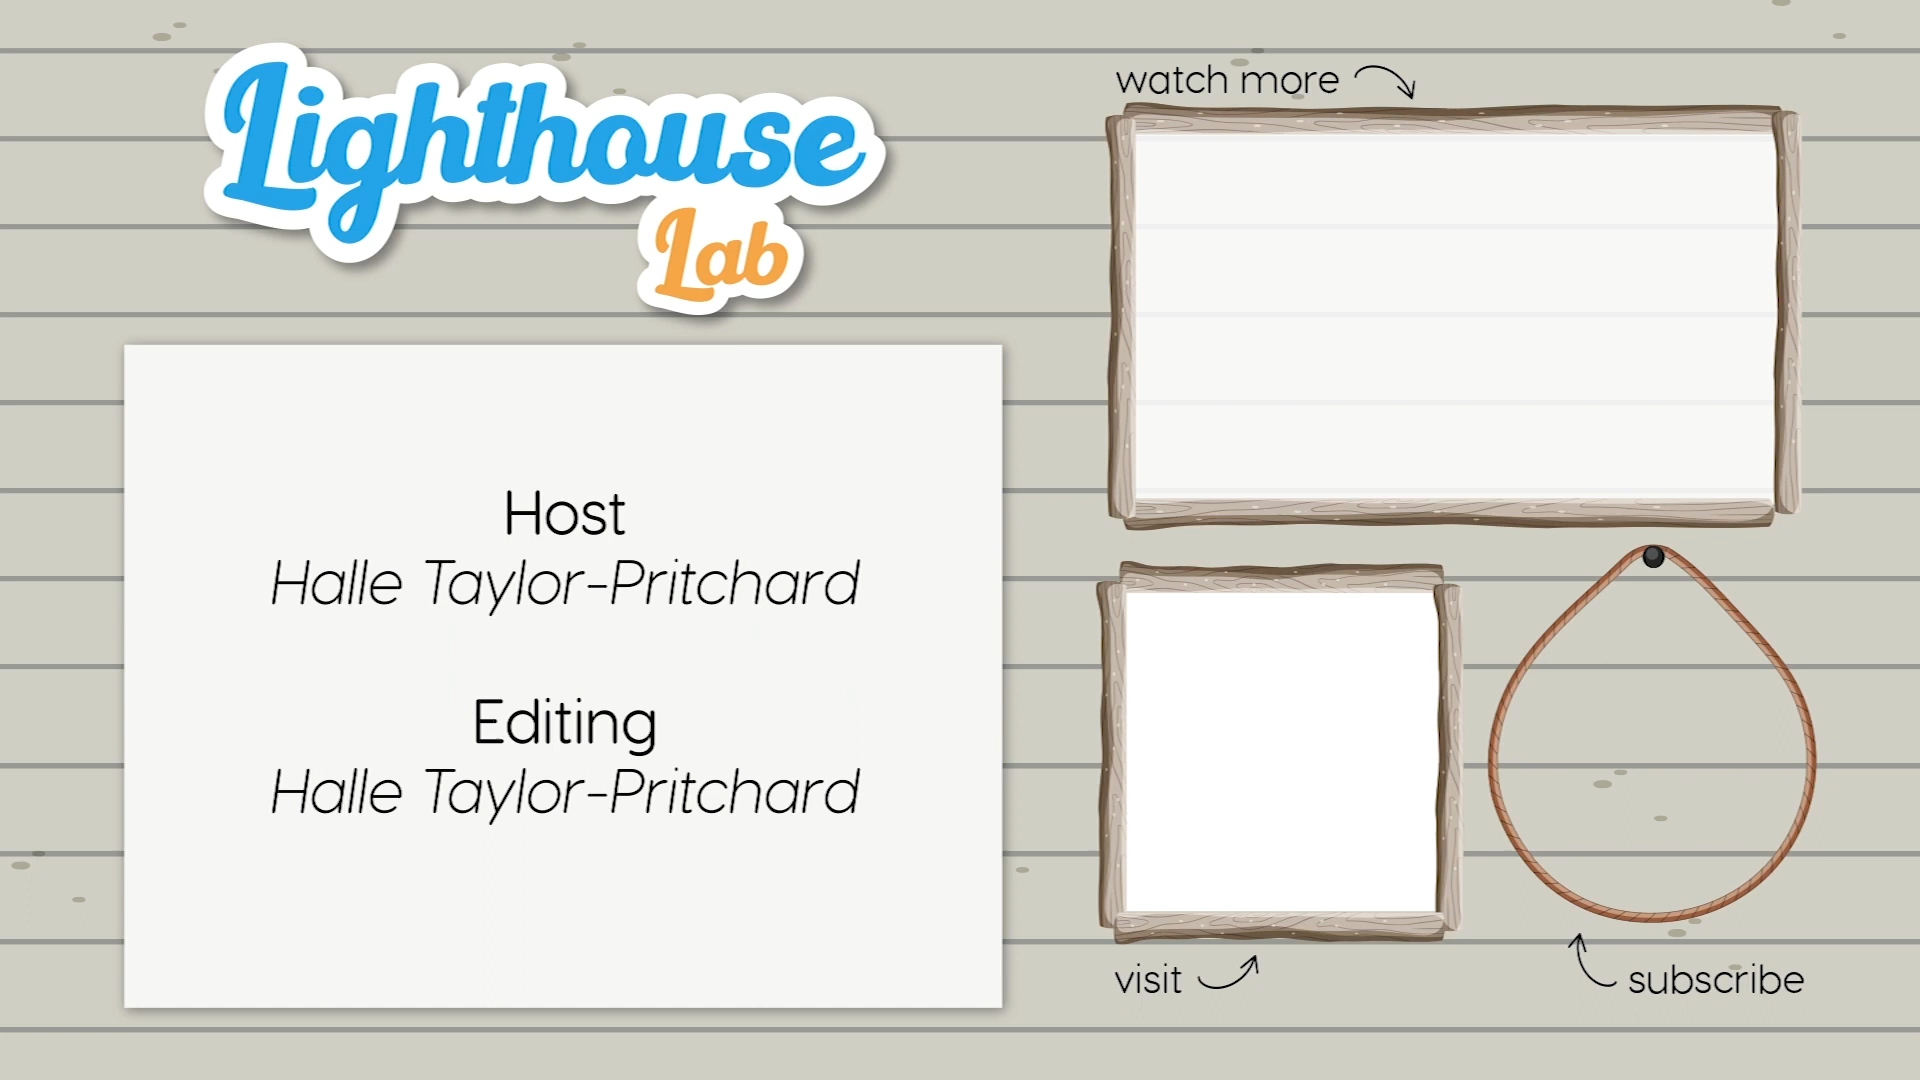 Lighthouse
Lab
Host
Halle Taylor-Pritchard
Editing
Halle Taylor-Pritchard
watch more
visit
subscribe